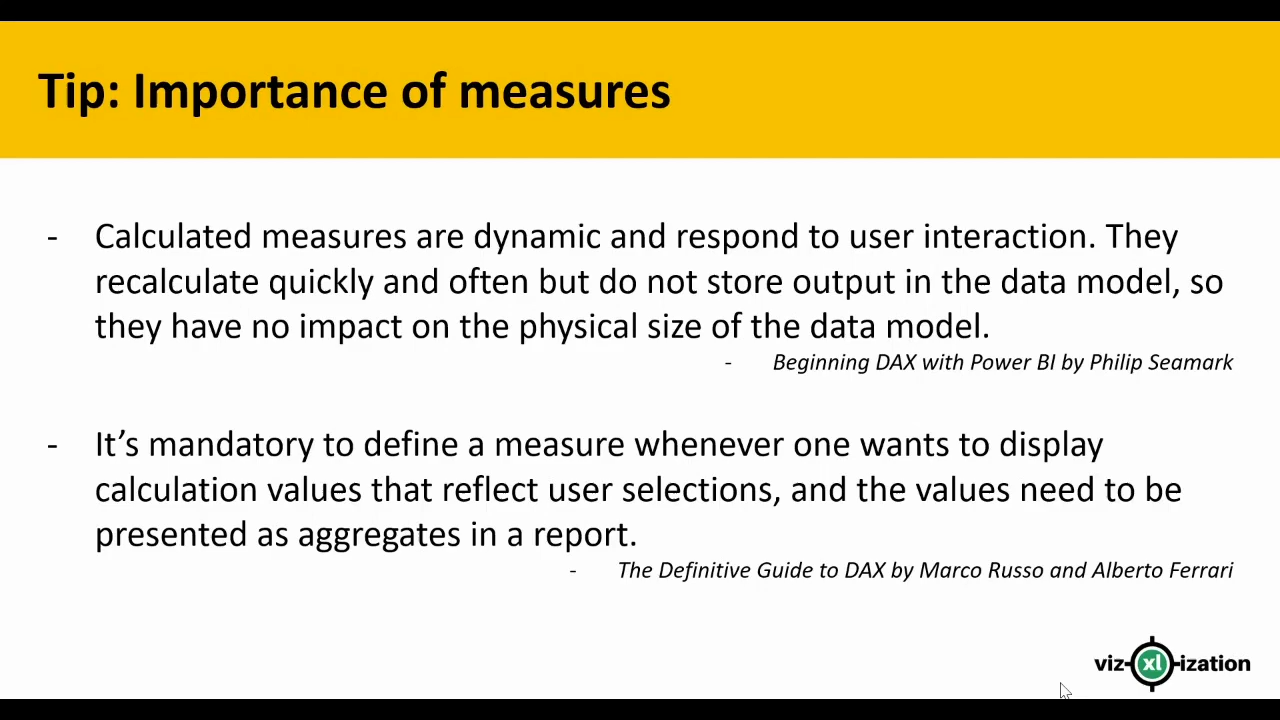 Tip: Importance of measures
- Calculated measures are dynamic and respond to user interaction. They
recalculate quickly and often but do not store output in the data model, so
they have no impact on the physical size of the data model.
- Beginning DAX with Power BI by Philip Seamark
- It’s mandatory to define a measure whenever one wants to display
calculation values that reflect user selections, and the values need to be
presented as aggregates in a report.
- The Definitive Guide to DAX by Marco Russo and Alberto Ferrari
viz-xl-ization